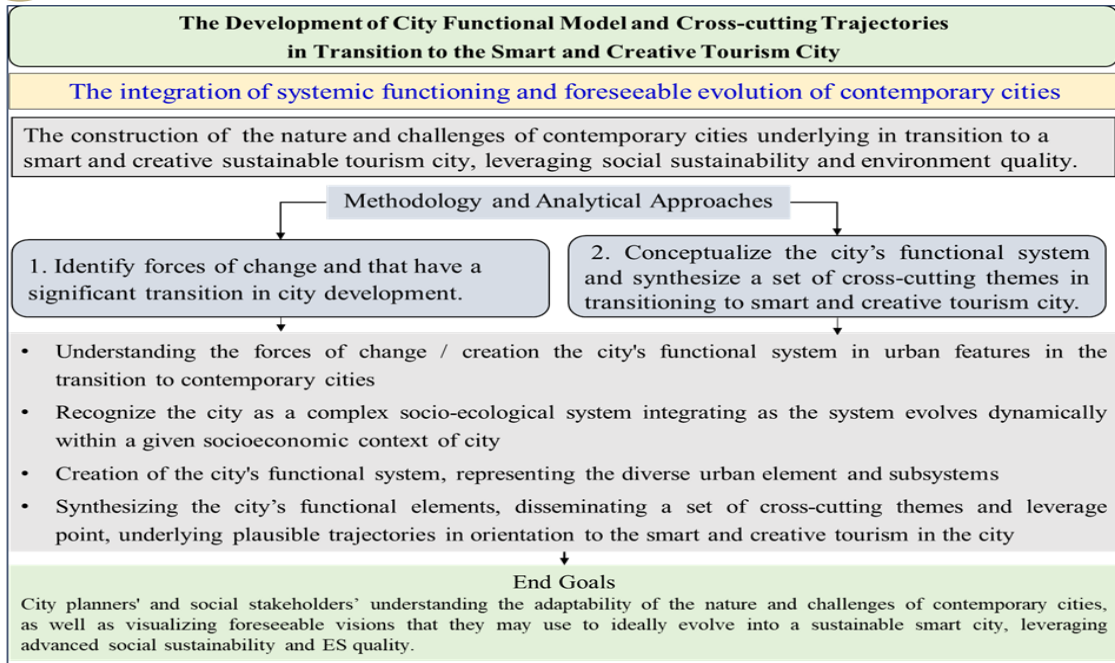 The Development of City Functional Model and Cross-cutting Trajectories
in Transition to the Smart and Creative Tourism City
The integration of systemic functioning and foreseeable evolution of contemporary cities
The construction of the nature and challenges of contemporary cities underlying in transition to a
smart and creative sustainable tourism city, leveraging social sustainability and environment quality.
Methodology and Analytical Approaches
1. Identify forces of change and that have a
significant transition in city development.
2. Conceptualize the city's functional system
and synthesize a set of cross-cutting themes in
transitioning to smart and creative tourism city.
• Understanding the forces of change / creation the city's functional system in urban features in the
transition to contemporary cities
• Recognize the city as a complex socio-ecological system integrating as the system evolves dynamically
within a given socioeconomic context of city
• Creation of the city's functional system, representing the diverse urban element and subsystems
• Synthesizing the city's functional elements, disseminating a set of cross-cutting themes and leverage
point, underlying plausible trajectories in orientation to the smart and creative tourism in the city
End Goals
City planners' and social stakeholders' understanding the adaptability of the nature and challenges of contemporary cities,
as well as visualizing foreseeable visions that they may use to ideally evolve into a sustainable smart city, leveraging
advanced social sustainability and ES quality.